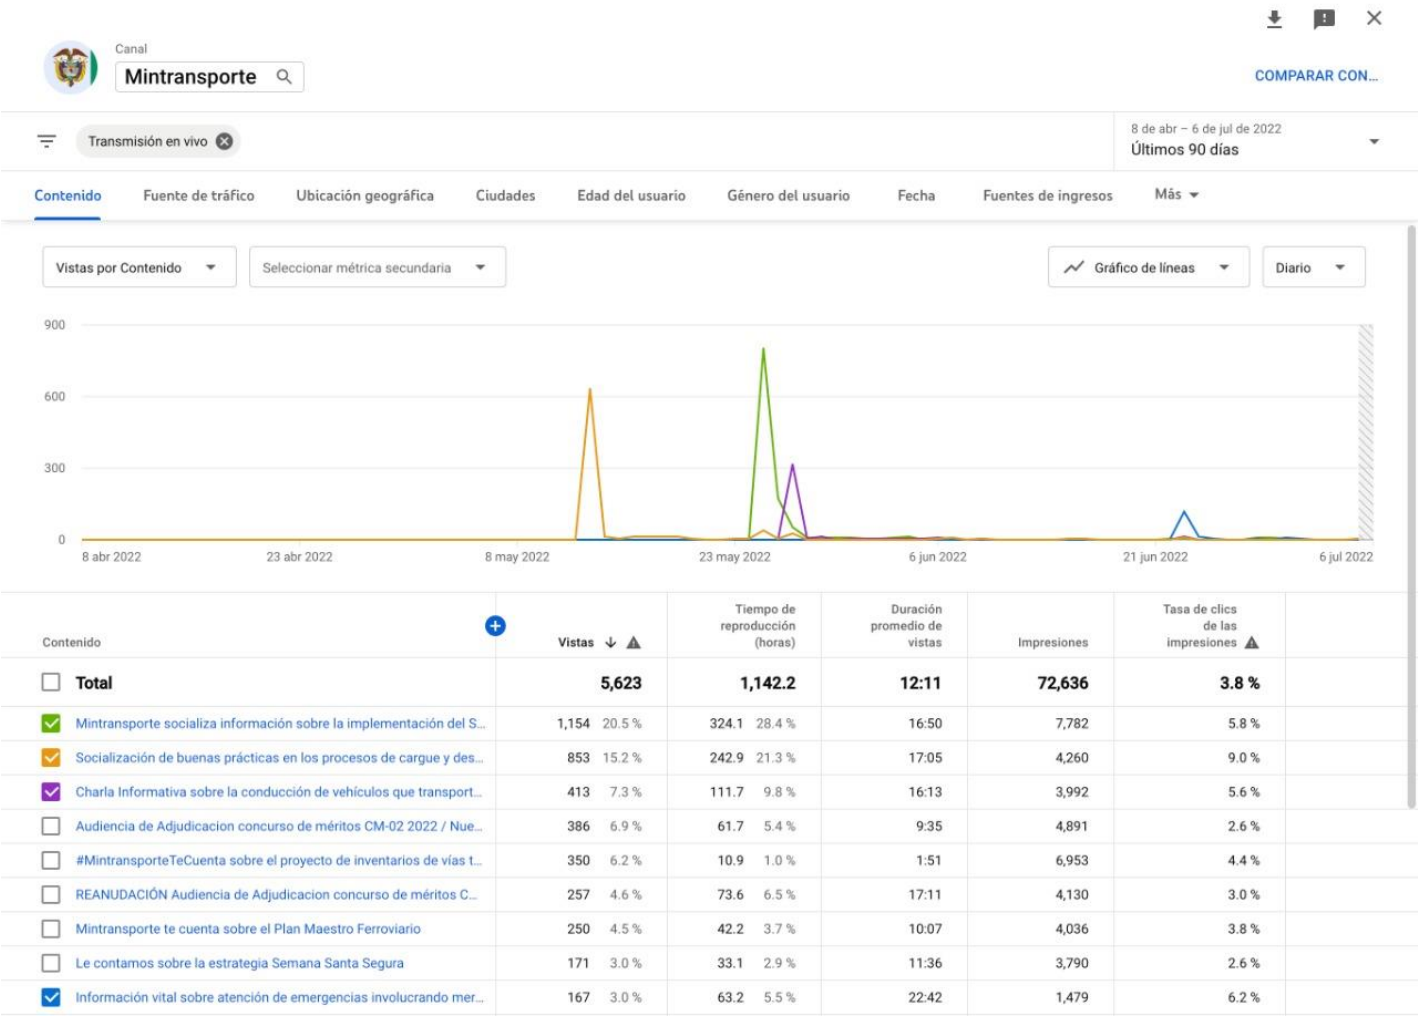 Canal
Mintransporte
COMPARAR CON...
Transmisión en vivo
8 de abr – 6 de jul de 2022
Últimos 90 días
Contenido Fuente de tráfico Ubicación geográfica Ciudades Edad del usuario Género del usuario Fecha Fuentes de ingresos Más
Vistas por Contenido Seleccionar métrica secundaria Gráfico de líneas Diario
900
600
300
0
8 abr 2022 23 abr 2022 8 may 2022 23 may 2022 6 jun 2022 21 jun 2022 6 jul 2022
Contenido
Vistas
Tiempo de
reproducción
(horas)
Duración
promedio de
vistas
Impresiones
Tasa de clics
de las
impresiones
Total 5,623 1,142.2 12:11 72,636 3.8 %
Mintransporte socializa información sobre la implementación del S... 1,154 20.5 % 324.1 28.4 % 16:50 7,782 5.8 %
Socialización de buenas prácticas en los procesos de cargue y des... 853 15.2 % 242.9 21.3 % 17:05 4,260 9.0 %
Charla Informativa sobre la conducción de vehículos que transport... 413 7.3 % 111.7 9.8 % 16:13 3,992 5.6 %
Audiencia de Adjudicacion concurso de méritos CM-02 2022 / Nue... 386 6.9 % 61.7 5.4 % 9:35 4,891 2.6 %
#MintransporteTeCuenta sobre el proyecto de inventarios de vías t... 350 6.2 % 10.9 1.0 % 1:51 6,953 4.4 %
REANUDACIÓN Audiencia de Adjudicacion concurso de méritos C... 257 4.6 % 73.6 6.5 % 17:11 4,130 3.0 %
Mintransporte te cuenta sobre el Plan Maestro Ferroviario 250 4.5 % 42.2 3.7 % 10:07 4,036 3.8 %
Le contamos sobre la estrategia Semana Santa Segura 171 3.0 % 33.1 2.9 % 11:36 3,790 2.6 %
Información vital sobre atención de emergencias involucrando mer... 167 3.0 % 63.2 5.5 % 22:42 1,479 6.2 %